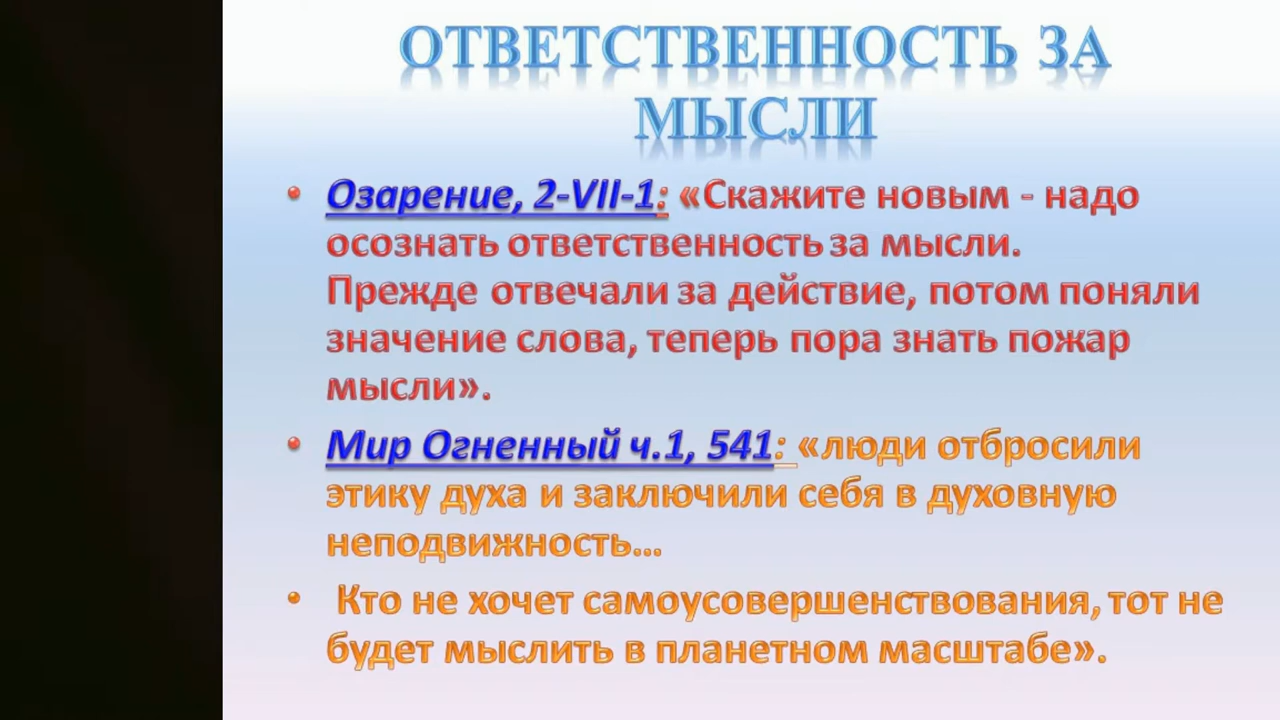 ОТВЕТСТВЕННОСТЬ ЗА
МЫСЛИ
• Озарение, 2-VII-1: «Скажите новым - надо
осознать ответственность за мысли.
Прежде отвечали за действие, потом поняли
значение слова, теперь пора знать пожар
мысли».
• Мир Огненный ч.1, 541: «люди отбросили
этику духа и заключили себя в духовную
неподвижность…
• Кто не хочет самоусовершенствования, тот не
будет мыслить в планетном масштабе».